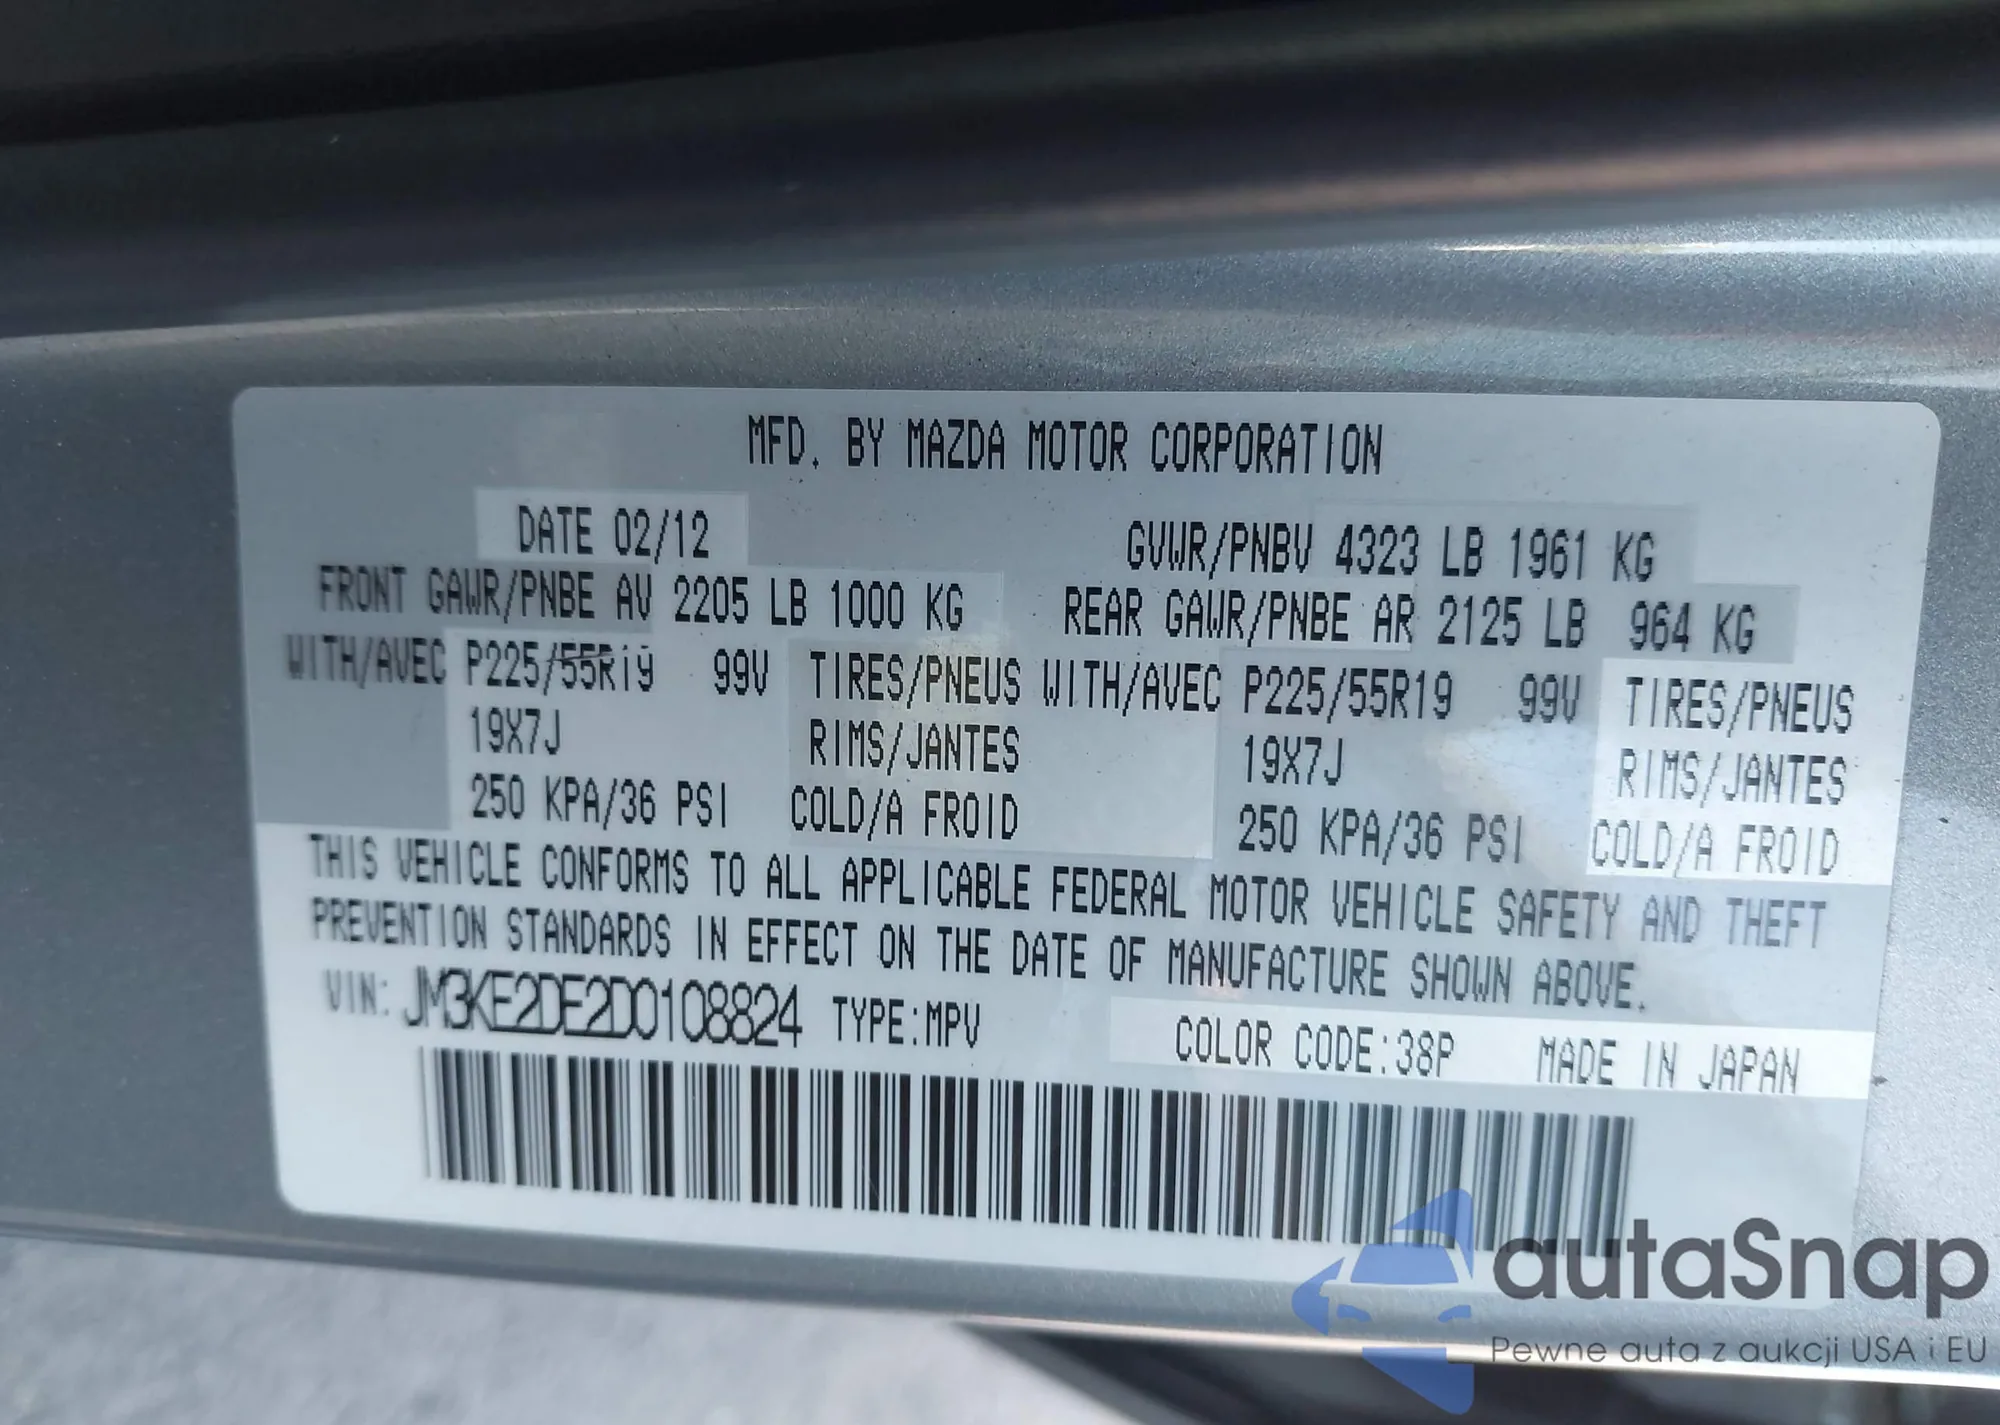 MFD. BY MAZDA MOTOR CORPORATION
DATE 02/12 GVWR/PNBV 4323 LB 1961 KG
FRONT GAWR/PNBE AV 2205 LB 1000 KG REAR GAWR/PNBE AR 2125 LB 964 KG
WITH/AVEC P225/55R19 99V TIRES/PNEUS WITH/AVEC P225/55R19 99V TIRES/PNEUS
19X7J RIMS/JANTES 19X7J RIMS/JANTES
250 KPA/36 PSI COLD/A FROID 250 KPA/36 PSI COLD/A FROID
THIS VEHICLE CONFORMS TO ALL APPLICABLE FEDERAL MOTOR VEHICLE SAFETY AND THEFT
PREVENTION STANDARDS IN EFFECT ON THE DATE OF MANUFACTURE SHOWN ABOVE.
VIN: JM3KE2DE2D0108824 TYPE:MPV COLOR CODE:38P MADE IN JAPAN
autaSnap
Pewne auta z aukcji USA i EU